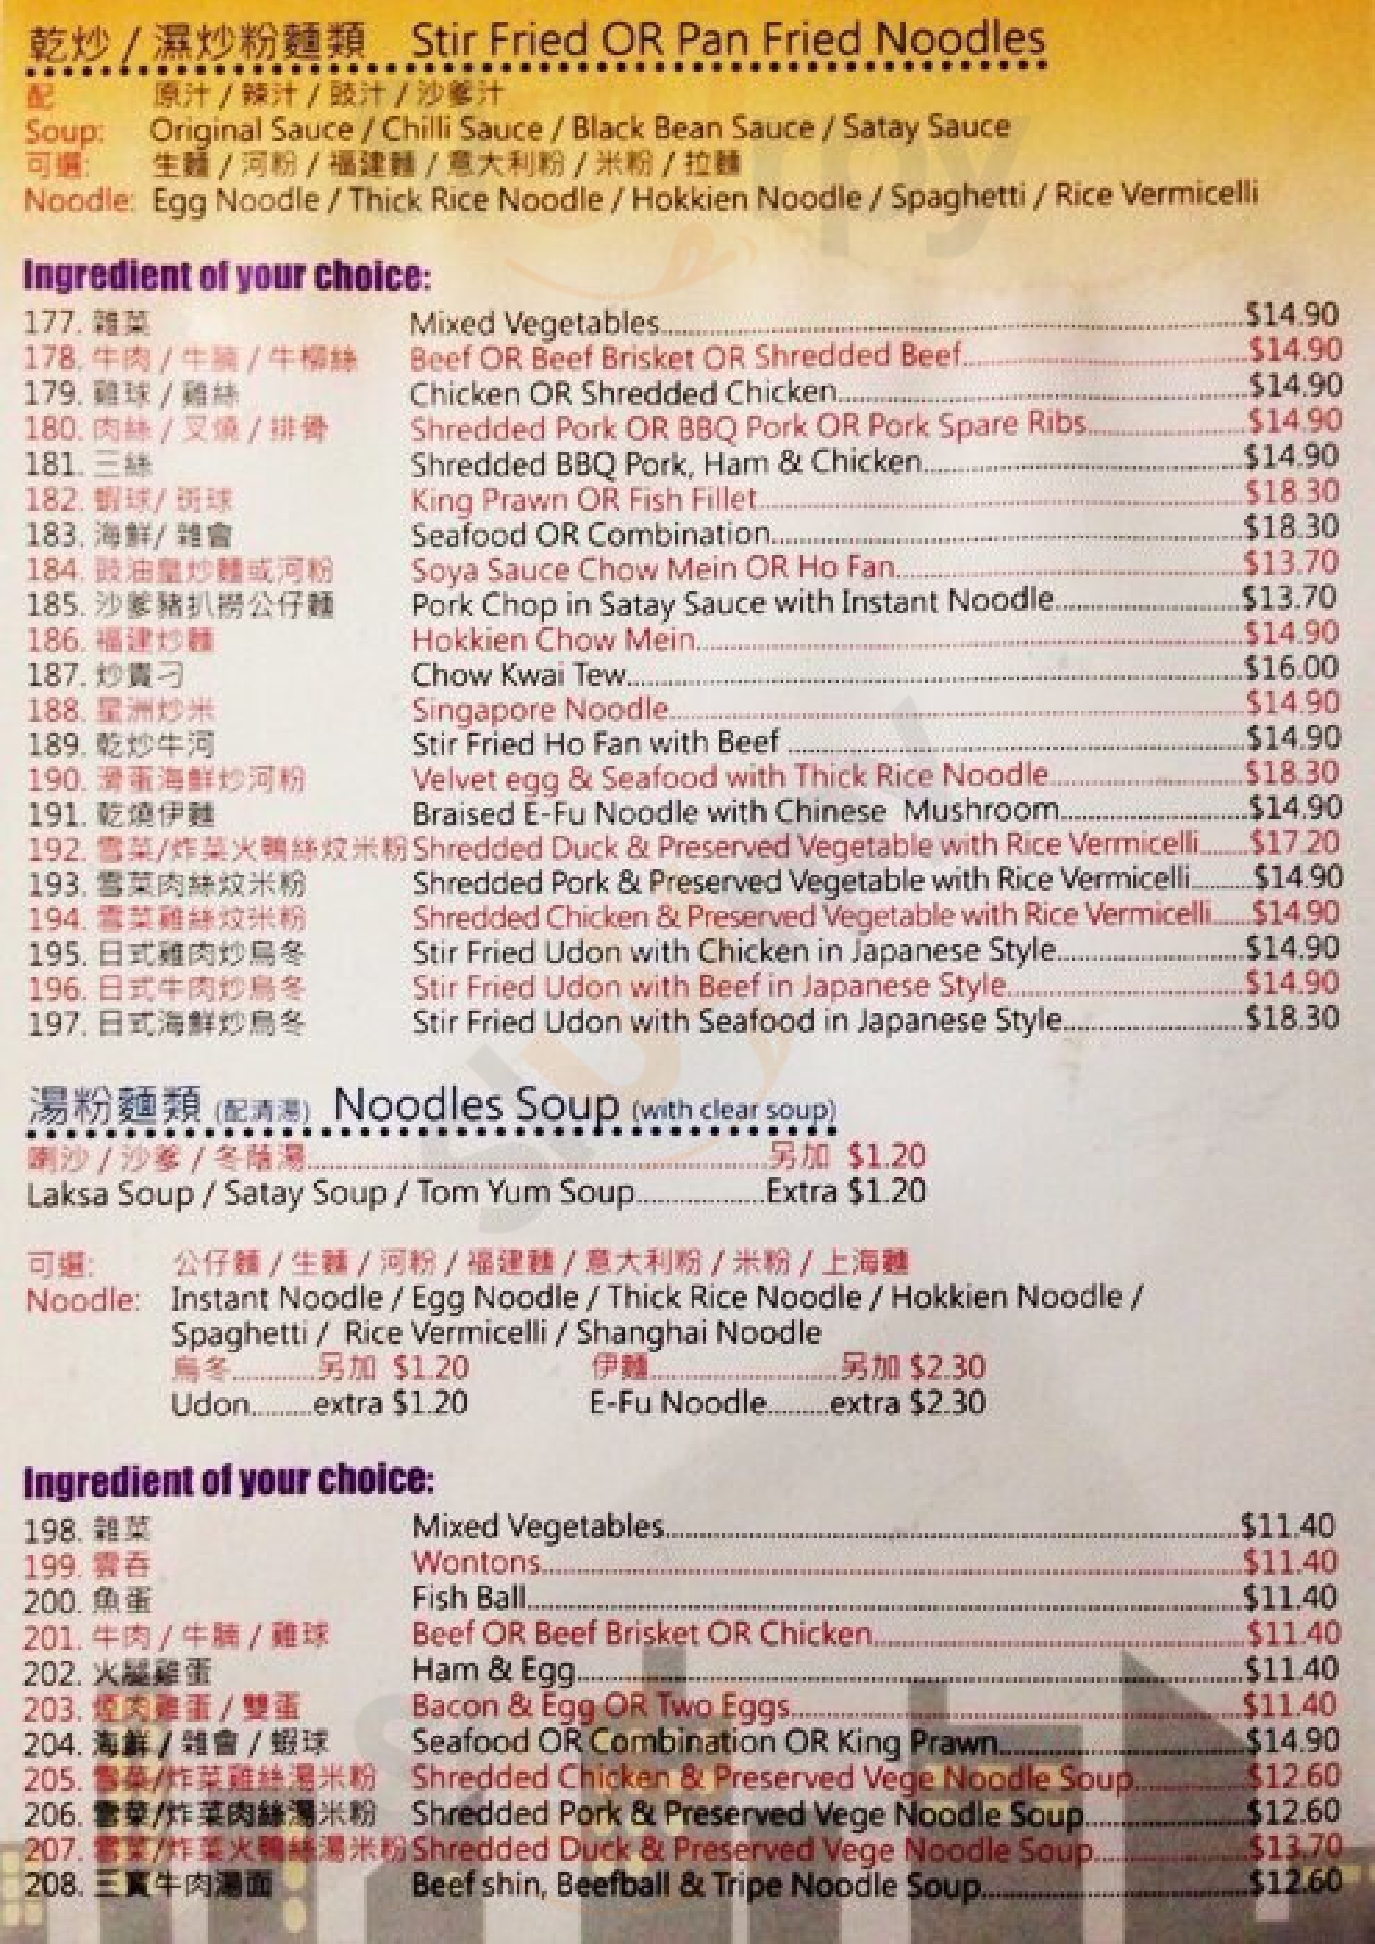 乾炒 / 濕炒粉麵類 Stir Fried OR Pan Fried Noodles
配 原汁 / 辣汁 / 豉汁 / 沙爹汁
Soup: Original Sauce / Chilli Sauce / Black Bean Sauce / Satay Sauce
可選: 生麵 / 河粉 / 福建麵 / 意大利粉 / 米粉 / 拉麵
Noodle: Egg Noodle / Thick Rice Noodle / Hokkien Noodle / Spaghetti / Rice Vermicelli
Ingredient of your choice:
177. 雜菜 Mixed Vegetables $14.90
178. 牛肉 / 牛腩 / 牛柳絲 Beef OR Beef Brisket OR Shredded Beef $14.90
179. 雞球 / 雞絲 Chicken OR Shredded Chicken $14.90
180. 肉絲 / 叉燒 / 排骨 Shredded Pork OR BBQ Pork OR Pork Spare Ribs $14.90
181. 三絲 Shredded BBQ Pork, Ham & Chicken $14.90
182. 蝦球/ 斑球 King Prawn OR Fish Fillet $18.30
183. 海鮮/ 雜會 Seafood OR Combination $18.30
184. 豉油皇炒麵或河粉 Soya Sauce Chow Mein OR Ho Fan $13.70
185. 沙爹豬扒撈公仔麵 Pork Chop in Satay Sauce with Instant Noodle $13.70
186. 福建炒麵 Hokkien Chow Mein $14.90
187. 炒貴刁 Chow Kwai Tew $16.00
188. 星洲炒米 Singapore Noodle $14.90
189. 乾炒牛河 Stir Fried Ho Fan with Beef $14.90
190. 滑蛋海鮮炒河粉 Velvet egg & Seafood with Thick Rice Noodle $18.30
191. 乾燒伊麵 Braised E-Fu Noodle with Chinese Mushroom $14.90
192. 雪菜/炸菜火鴨絲炆米粉 Shredded Duck & Preserved Vegetable with Rice Vermicelli $17.20
193. 雪菜肉絲炆米粉 Shredded Pork & Preserved Vegetable with Rice Vermicelli $14.90
194. 雪菜雞絲炆米粉 Shredded Chicken & Preserved Vegetable with Rice Vermicelli $14.90
195. 日式雞肉炒烏冬 Stir Fried Udon with Chicken in Japanese Style $14.90
196. 日式牛肉炒烏冬 Stir Fried Udon with Beef in Japanese Style $14.90
197. 日式海鮮炒烏冬 Stir Fried Udon with Seafood in Japanese Style $18.30
湯粉麵類 (配清湯) Noodles Soup (with clear soup)
喇沙 / 沙爹 / 冬蔭湯 另加 $1.20
Laksa Soup / Satay Soup / Tom Yum Soup Extra $1.20
可選: 公仔麵 / 生麵 / 河粉 / 福建麵 / 意大利粉 / 米粉 / 上海麵
Noodle: Instant Noodle / Egg Noodle / Thick Rice Noodle / Hokkien Noodle /
Spaghetti / Rice Vermicelli / Shanghai Noodle
烏冬 另加 $1.20 伊麵 另加 $2.30
Udon extra $1.20 E-Fu Noodle extra $2.30
Ingredient of your choice:
198. 雜菜 Mixed Vegetables $11.40
199. 雲吞 Wontons $11.40
200. 魚蛋 Fish Ball $11.40
201. 牛肉 / 牛腩 / 雞球 Beef OR Beef Brisket OR Chicken $11.40
202. 火腿雞蛋 Ham & Egg $11.40
203. 煙肉雞蛋 / 雙蛋 Bacon & Egg OR Two Eggs $11.40
204. 海鮮 / 雜會 / 蝦球 Seafood OR Combination OR King Prawn $14.90
205. 雪菜/炸菜雞絲湯米粉 Shredded Chicken & Preserved Vege Noodle Soup $12.60
206. 雪菜/炸菜肉絲湯米粉 Shredded Pork & Preserved Vege Noodle Soup $12.60
207. 雪菜/炸菜火鴨絲湯米粉 Shredded Duck & Preserved Vege Noodle Soup $13.70
208. 三寶牛肉湯面 Beef shin, Beefball & Tripe Noodle Soup $12.60